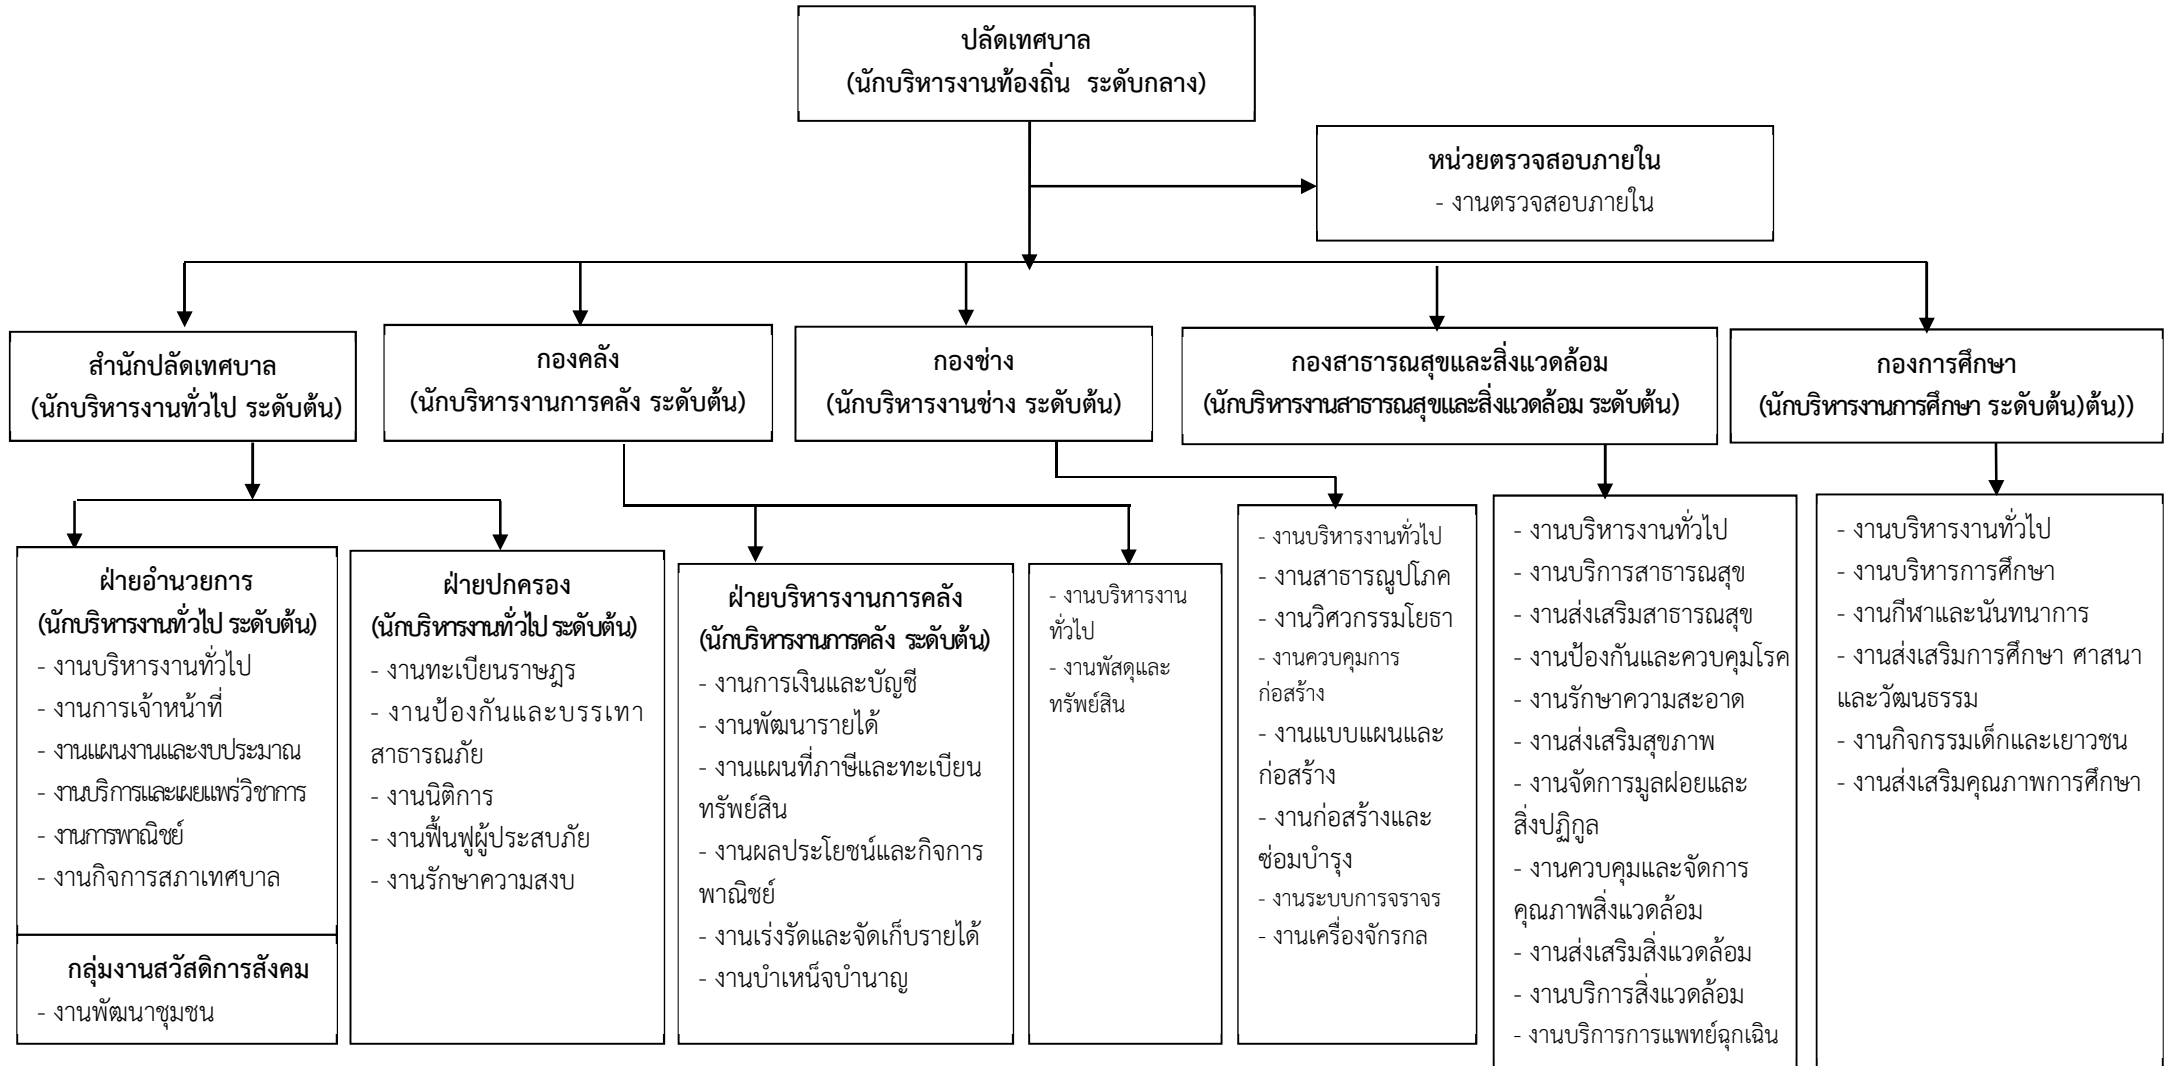 ปลัดเทศบาล
(นักบริหารงานท้องถิ่น ระดับกลาง)
หน่วยตรวจสอบภายใน
- งานตรวจสอบภายใน
สำนักปลัดเทศบาล
(นักบริหารงานทั่วไป ระดับต้น)
กองคลัง
(นักบริหารงานการคลัง ระดับต้น)
กองช่าง
(นักบริหารงานช่าง ระดับต้น)
กองสาธารณสุขและสิ่งแวดล้อม
(นักบริหารงานสาธารณสุขและสิ่งแวดล้อม ระดับต้น)
กองการศึกษา
(นักบริหารงานการศึกษา ระดับต้น)ต้น))
ฝ่ายอำนวยการ
(นักบริหารงานทั่วไป ระดับต้น)
- งานบริหารงานทั่วไป
- งานการเจ้าหน้าที่
- งานแผนงานและงบประมาณ
- งานบริการและเผยแพร่วิชาการ
- งานการพาณิชย์
- งานกิจการสภาเทศบาล
กลุ่มงานสวัสดิการสังคม
- งานพัฒนาชุมชน
ฝ่ายปกครอง
(นักบริหารงานทั่วไป ระดับต้น)
- งานทะเบียนราษฎร
- งานป้องกันและบรรเทา
สาธารณภัย
- งานนิติการ
- งานฟื้นฟูผู้ประสบภัย
- งานรักษาความสงบ
ฝ่ายบริหารงานการคลัง
(นักบริหารงานการคลัง ระดับต้น)
- งานการเงินและบัญชี
- งานพัฒนารายได้
- งานแผนที่ภาษีและทะเบียน
ทรัพย์สิน
- งานผลประโยชน์และกิจการ
พาณิชย์
- งานเร่งรัดและจัดเก็บรายได้
- งานบำเหน็จบำนาญ
- งานบริหารงาน
ทั่วไป
- งานพัสดุและ
ทรัพย์สิน
- งานบริหารงานทั่วไป
- งานสาธารณูปโภค
- งานวิศวกรรมโยธา
- งานควบคุมการ
ก่อสร้าง
- งานแบบแผนและ
ก่อสร้าง
- งานก่อสร้างและ
ซ่อมบำรุง
- งานระบบการจราจร
- งานเครื่องจักรกล
- งานบริหารงานทั่วไป
- งานบริการสาธารณสุข
- งานส่งเสริมสาธารณสุข
- งานป้องกันและควบคุมโรค
- งานรักษาความสะอาด
- งานส่งเสริมสุขภาพ
- งานจัดการมูลฝอยและ
สิ่งปฏิกูล
- งานควบคุมและจัดการ
คุณภาพสิ่งแวดล้อม
- งานส่งเสริมสิ่งแวดล้อม
- งานบริการสิ่งแวดล้อม
- งานบริการการแพทย์ฉุกเฉิน
- งานบริหารงานทั่วไป
- งานบริหารการศึกษา
- งานกีฬาและนันทนาการ
- งานส่งเสริมการศึกษา ศาสนา
และวัฒนธรรม
- งานกิจกรรมเด็กและเยาวชน
- งานส่งเสริมคุณภาพการศึกษา